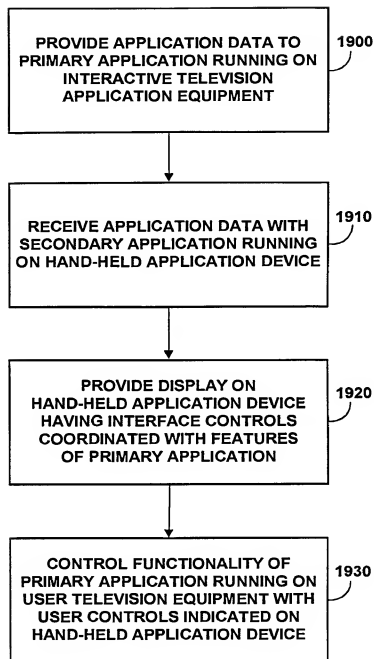 PROVIDE APPLICATION DATA TO
PRIMARY APPLICATION RUNNING ON
INTERACTIVE TELEVISION
APPLICATION EQUIPMENT
1900
RECEIVE APPLICATION DATA WITH
SECONDARY APPLICATION RUNNING
ON HAND-HELD APPLICATION DEVICE
1910
PROVIDE DISPLAY ON
HAND-HELD APPLICATION DEVICE
HAVING INTERFACE CONTROLS
COORDINATED WITH FEATURES
OF PRIMARY APPLICATION
1920
CONTROL FUNCTIONALITY OF
PRIMARY APPLICATION RUNNING ON
USER TELEVISION EQUIPMENT WITH
USER CONTROLS INDICATED ON
HAND-HELD APPLICATION DEVICE
1930